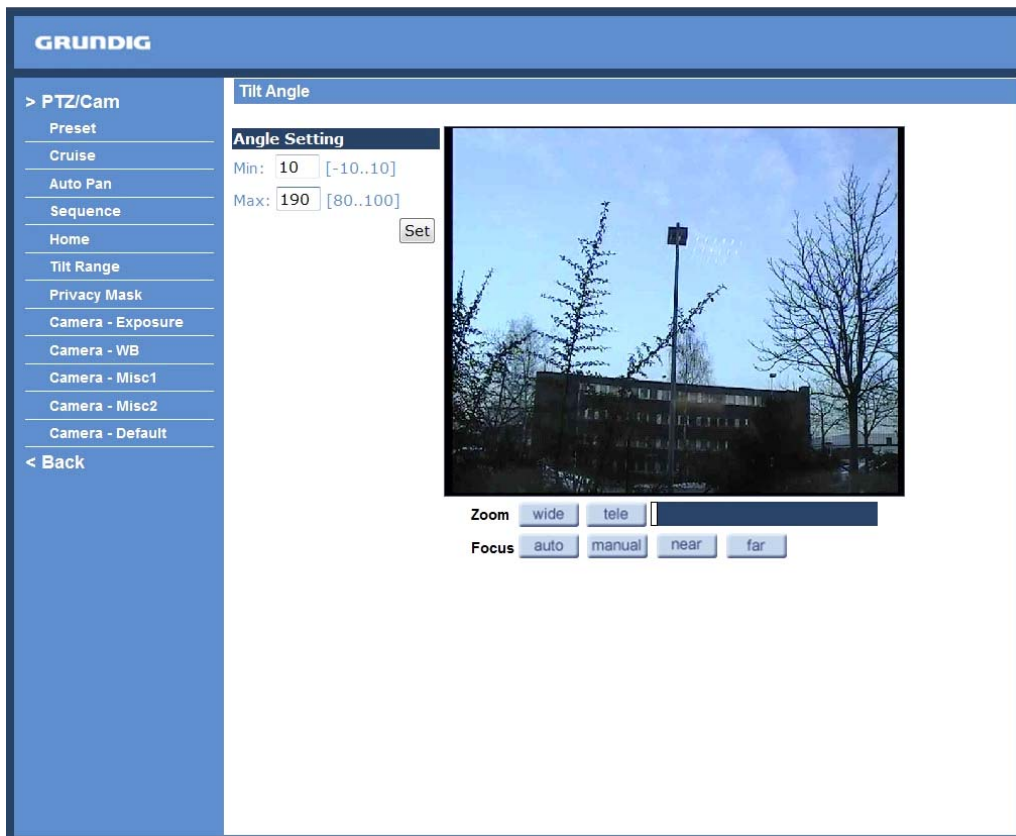 GRUNDIG
> PTZ/Cam
Preset
Cruise
Auto Pan
Sequence
Home
Tilt Range
Privacy Mask
Camera - Exposure
Camera - WB
Camera - Misc1
Camera - Misc2
Camera - Default
< Back
Tilt Angle
Angle Setting
Min: 10 [-10..10]
Max: 190 [80..100]
Set
Zoom wide tele
Focus auto manual near far